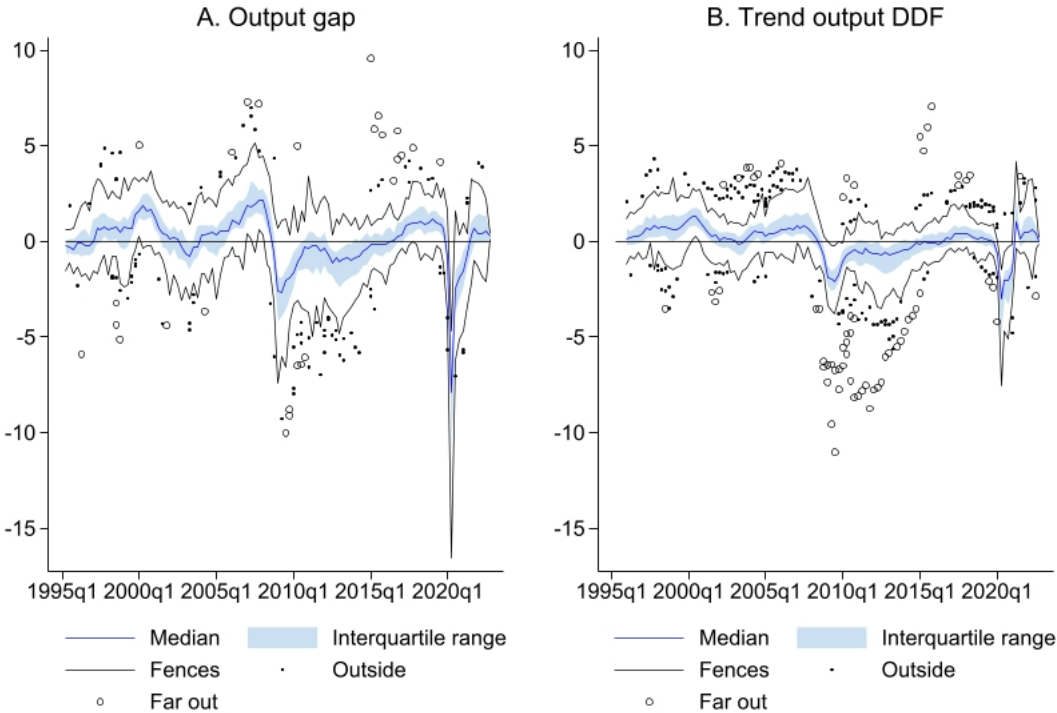 A. Output gap
10
5
0
-5
-10
-15
1995q1 2000q1 2005q1 2010q1 2015q1 2020q1
Median
Interquartile range
Fences
Outside
Far out
B. Trend output DDF
10
5
0
-5
-10
-15
1995q1 2000q1 2005q1 2010q1 2015q1 2020q1
Median
Interquartile range
Fences
Outside
Far out